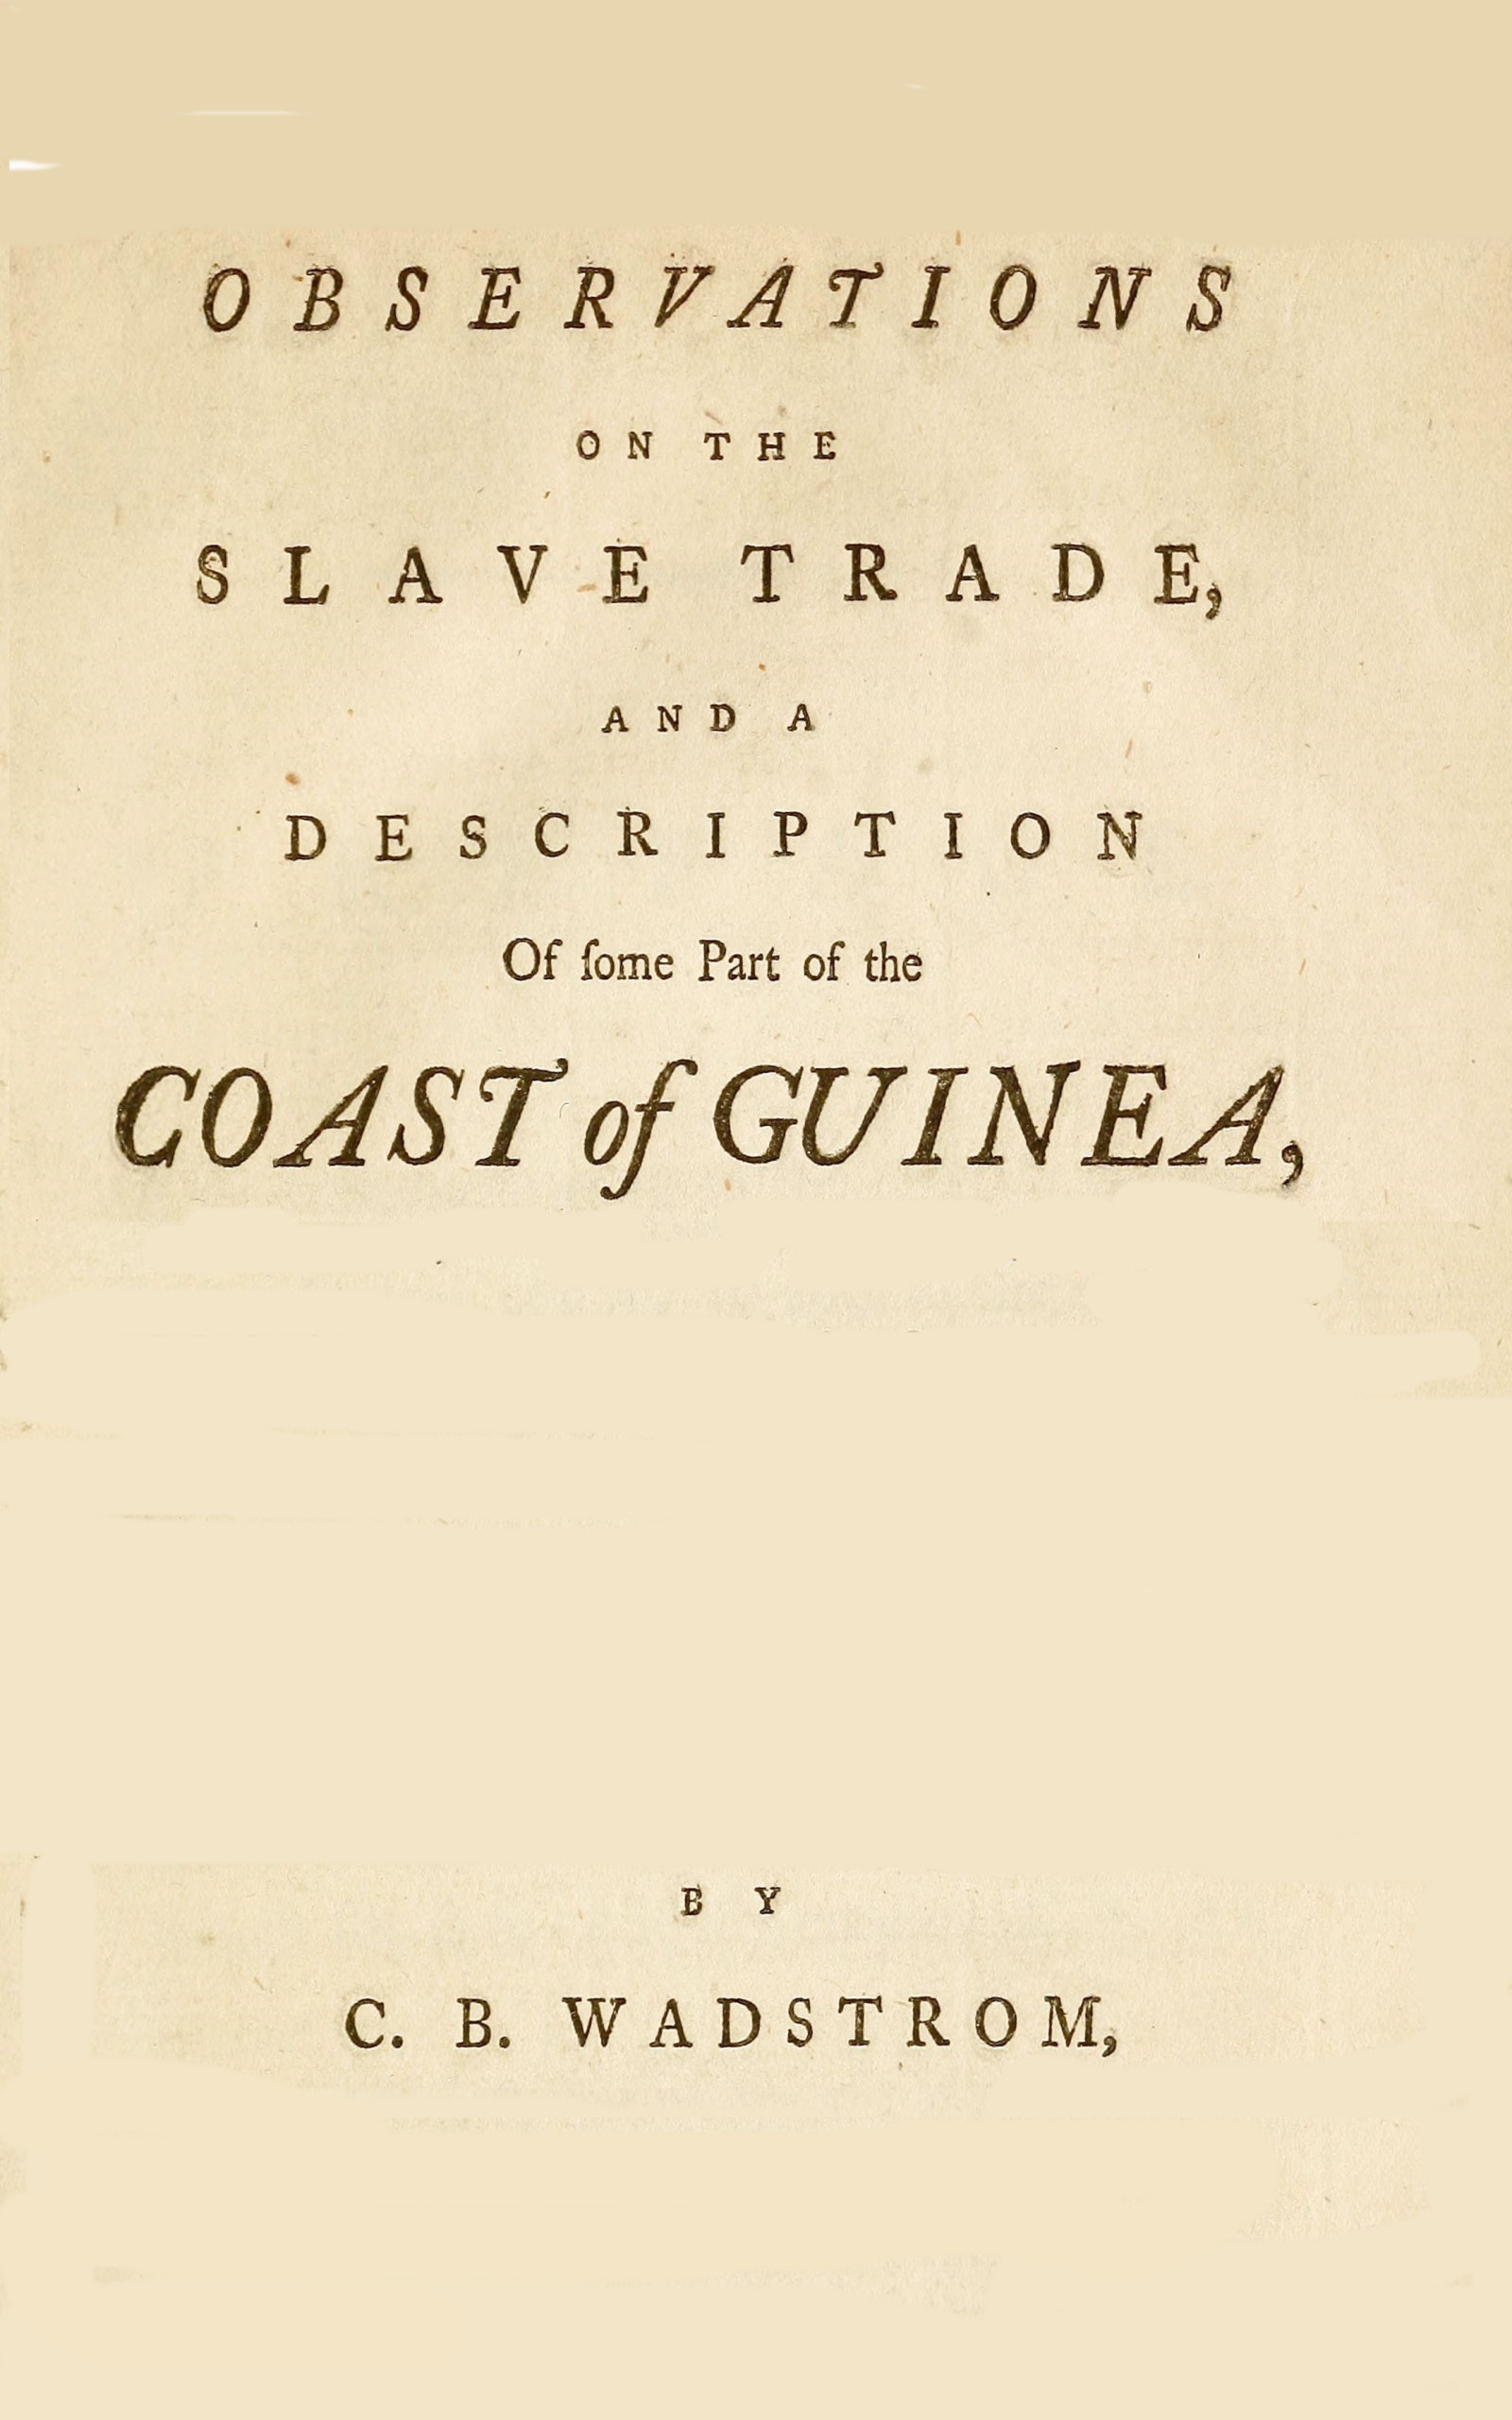 OBSERVATIONS
ON THE
SLAVE TRADE,
AND A
DESCRIPTION
Of ſome Part of the
COAST of GUINEA,
BY
C. B. WADSTROM,